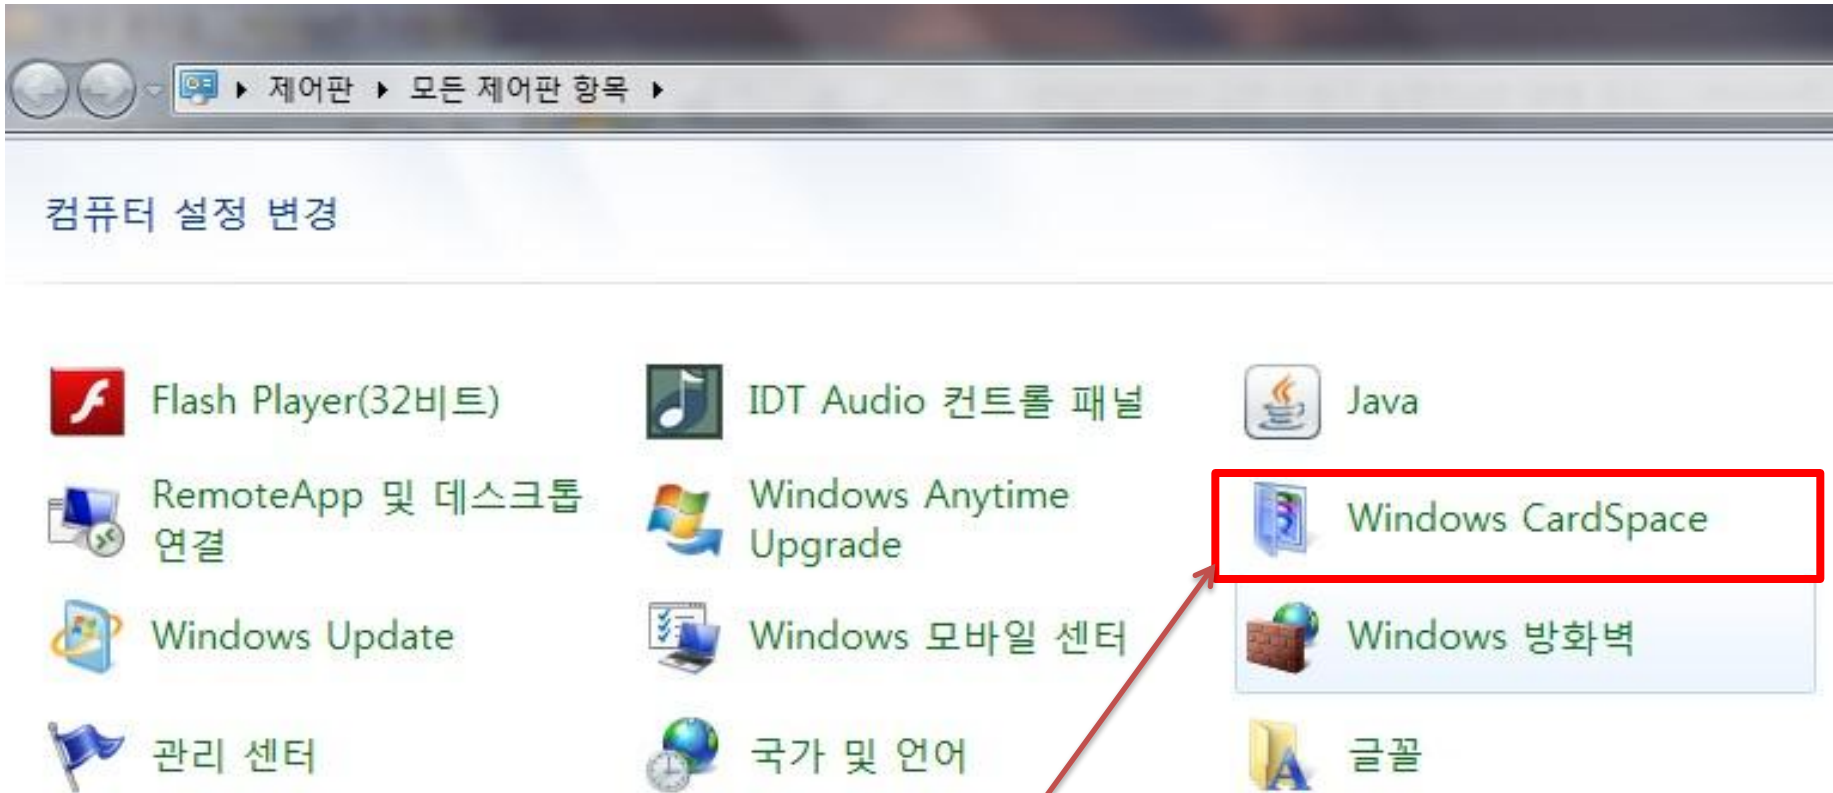 제어판 ▶ 모든 제어판 항목 ▶
컴퓨터 설정 변경
Flash Player(32비트)
IDT Audio 컨트롤 패널
Java
RemoteApp 및 데스크톱
연결
Windows Anytime
Upgrade
Windows CardSpace
Windows Update
Windows 모바일 센터
Windows 방화벽
관리 센터
국가 및 언어
글꼴